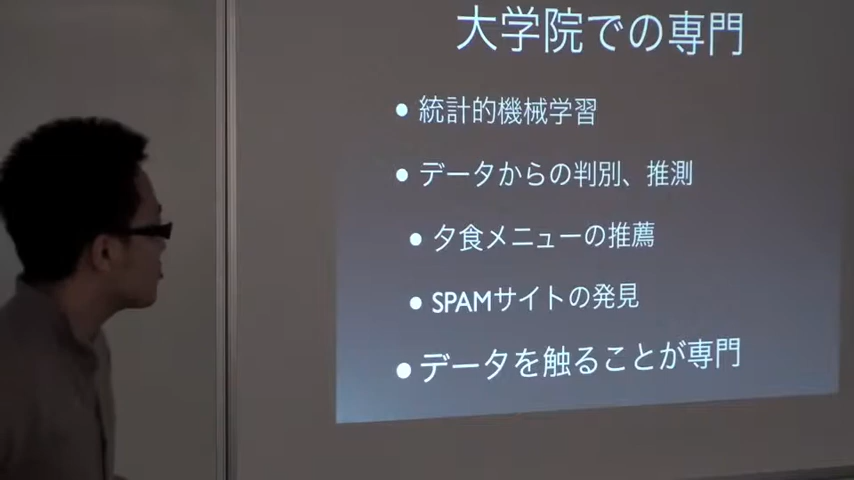 大学院での専門
• 統計的機械学習
• データからの判別、推測
• 夕食メニューの推薦
• SPAMサイトの発見
• データを触ることが専門